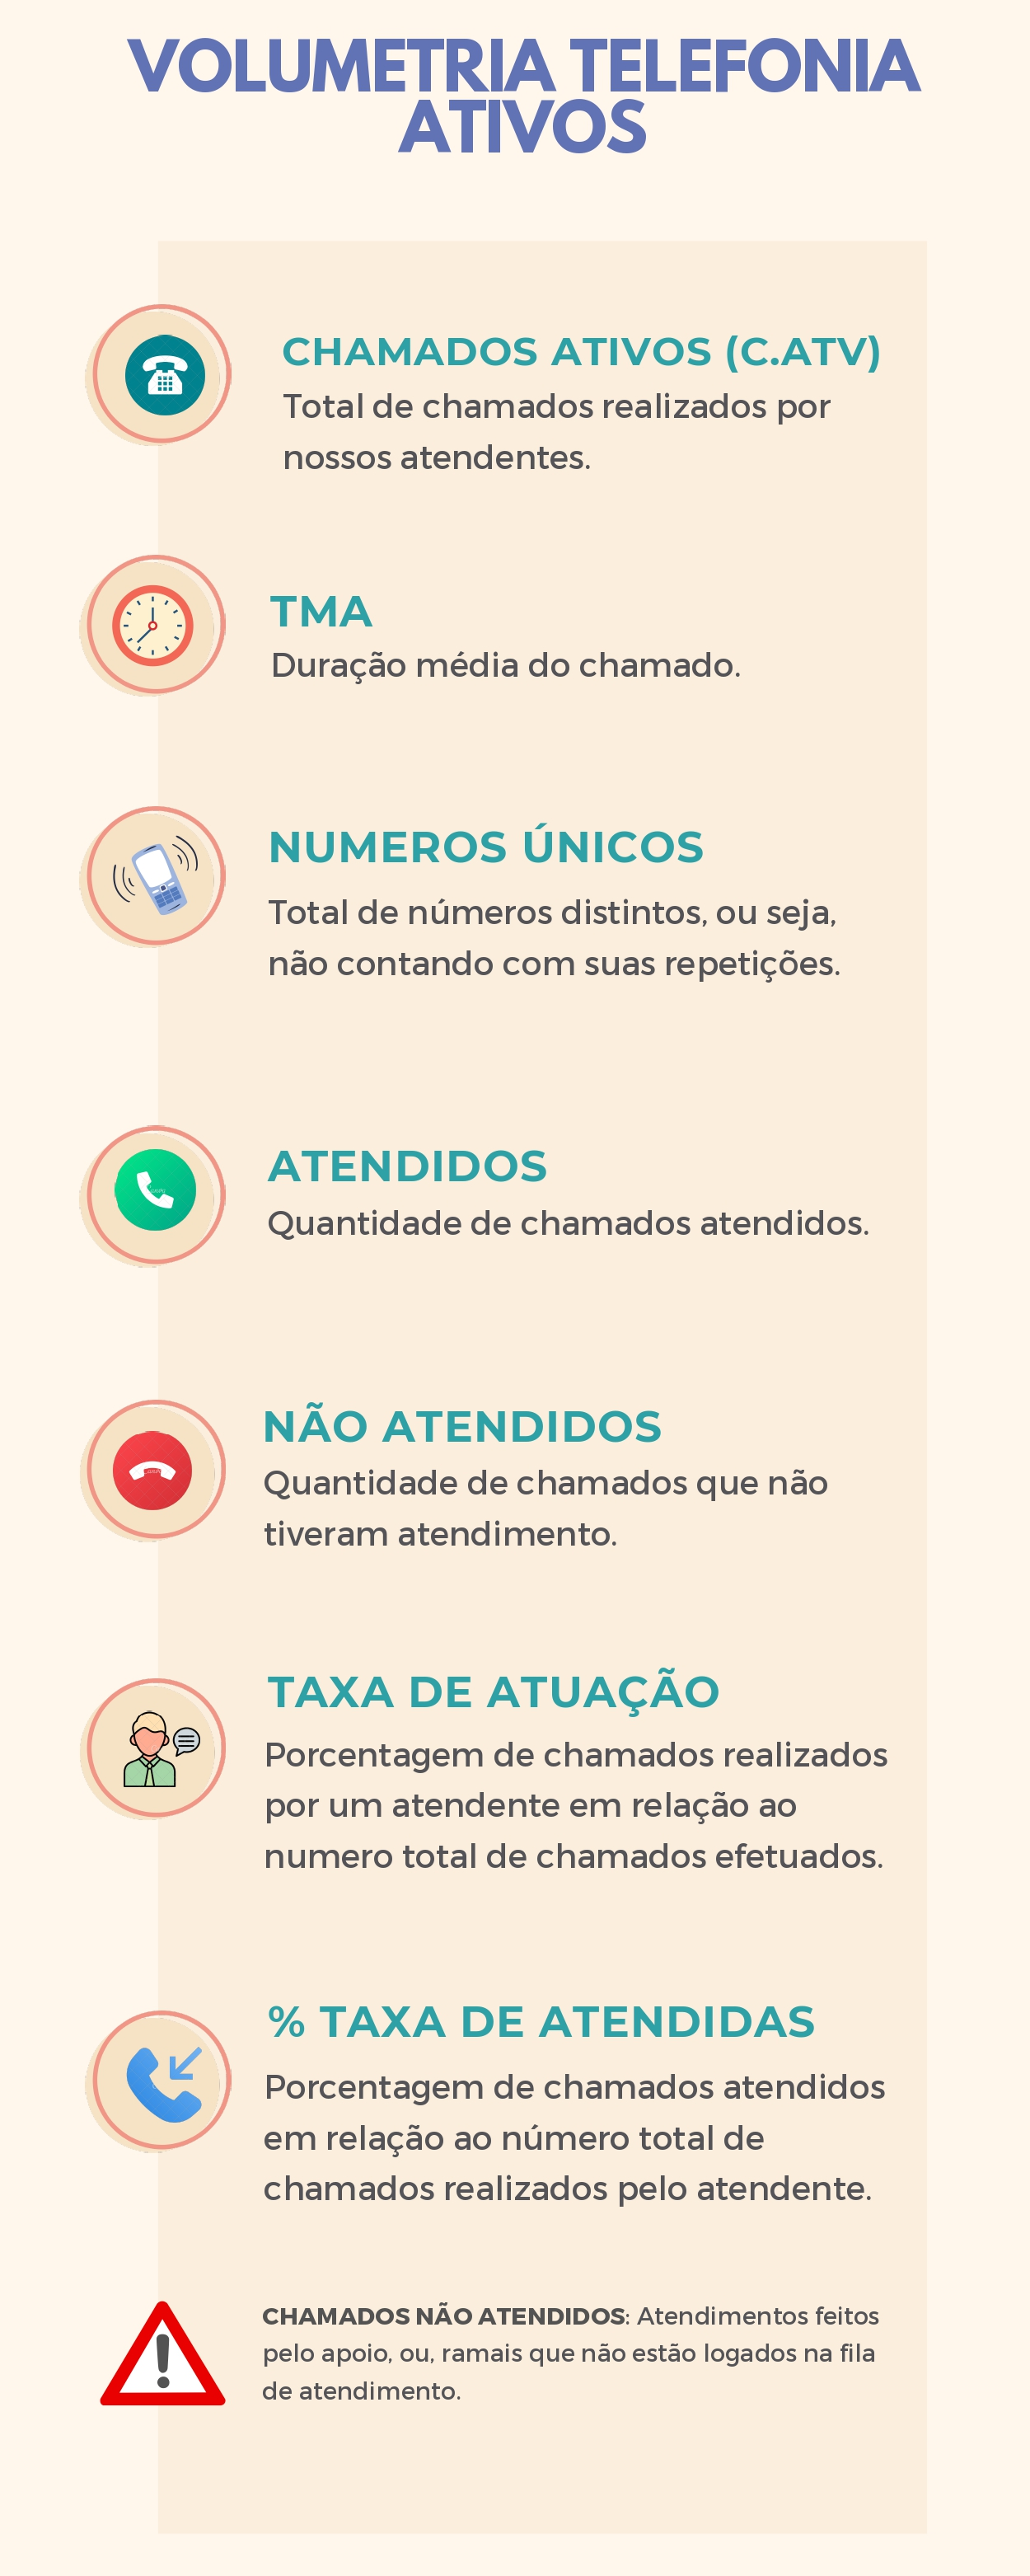 VOLUMETRIA TELEFONIA
ATIVOS
CHAMADOS ATIVOS (C.ATV)
Total de chamados realizados por
nossos atendentes.
TMA
Duração média do chamado.
NUMEROS ÚNICOS
Total de números distintos, ou seja,
não contando com suas repetições.
ATENDIDOS
Quantidade de chamados atendidos.
NÃO ATENDIDOS
Quantidade de chamados que não
tiveram atendimento.
TAXA DE ATUAÇÃO
Porcentagem de chamados realizados
por um atendente em relação ao
numero total de chamados efetuados.
% TAXA DE ATENDIDAS
Porcentagem de chamados atendidos
em relação ao número total de
chamados realizados pelo atendente.
CHAMADOS NÃO ATENDIDOS: Atendimentos feitos
pelo apoio, ou, ramais que não estão logados na fila
de atendimento.